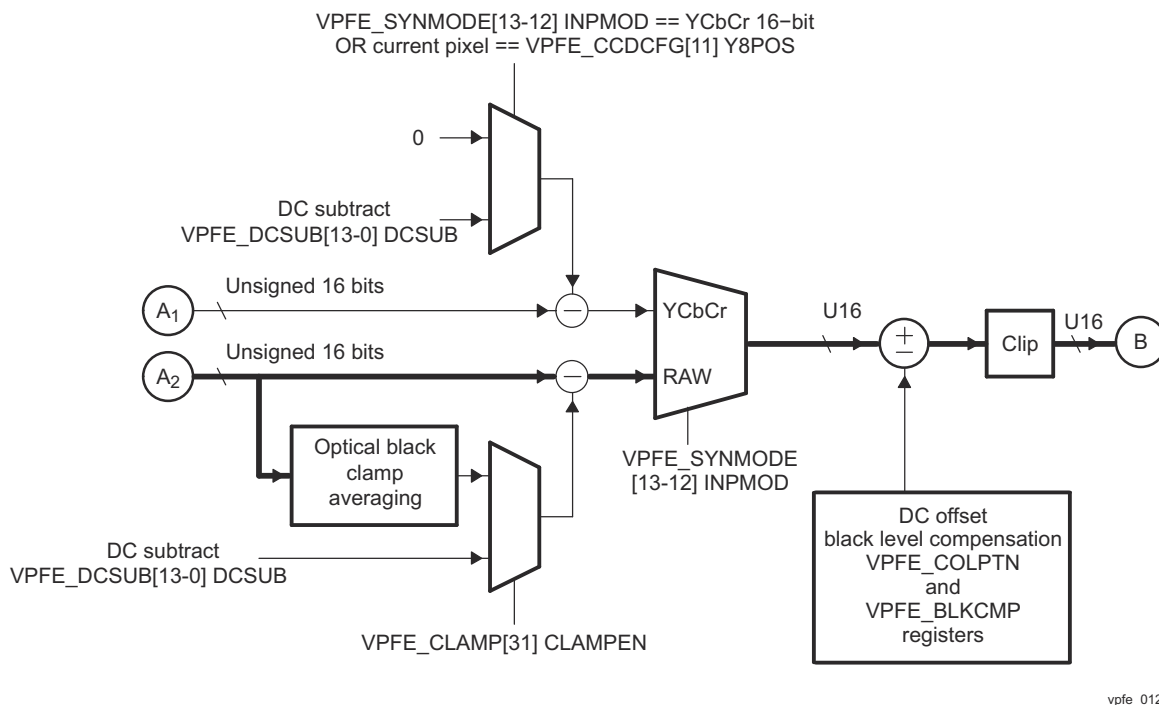 VPFE_SYNMODE[13-12] INPMOD == YCbCr 16−bit
OR current pixel == VPFE_CCDCFG[11] Y8POS
0
DC subtract
VPFE_DCSUB[13-0] DCSUB
A1
Unsigned 16 bits
YCbCr
U16
+
−
Clip
U16
B
A2
Unsigned 16 bits
−
−
RAW
Optical black
clamp
averaging
VPFE_SYNMODE
[13-12] INPMOD
DC subtract
VPFE_DCSUB[13-0] DCSUB
VPFE_CLAMP[31] CLAMPEN
DC offset
black level compensation
VPFE_COLPTN
and
VPFE_BLKCMP
registers
vpfe_012